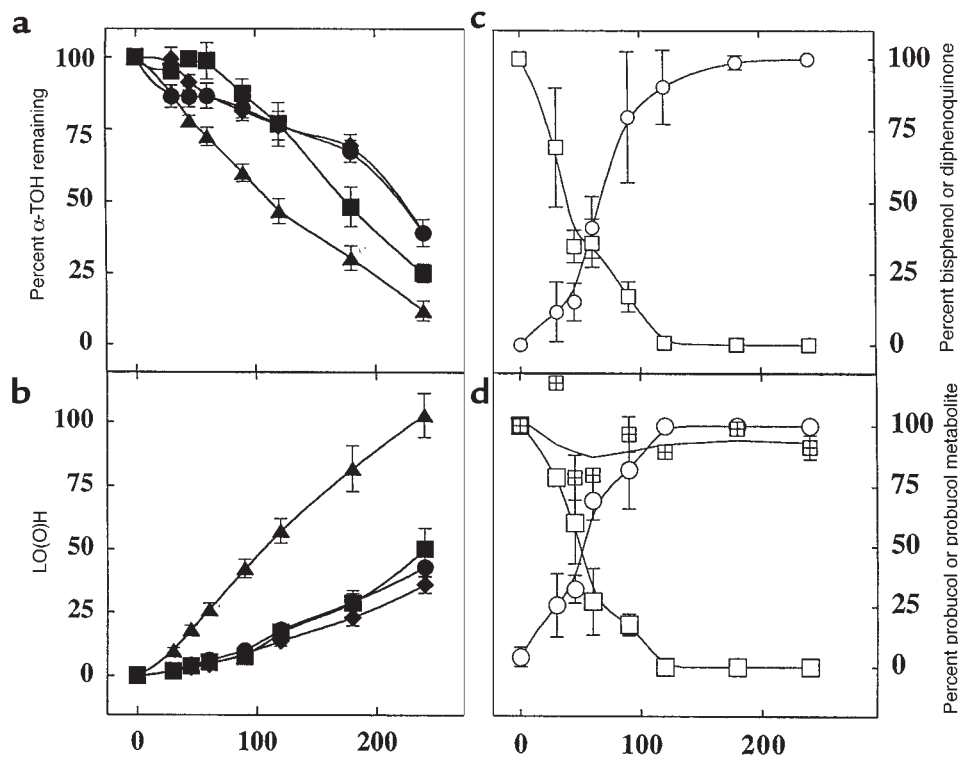 a
100
75
50
25
0
Percent α-TOH remaining
b
100
75
50
25
0
LO(O)H
0 100 200
c
100
75
50
25
0
Percent bisphenol or diphenoquinone
d
100
75
50
25
0
Percent probucol or probucol metabolite
0 100 200